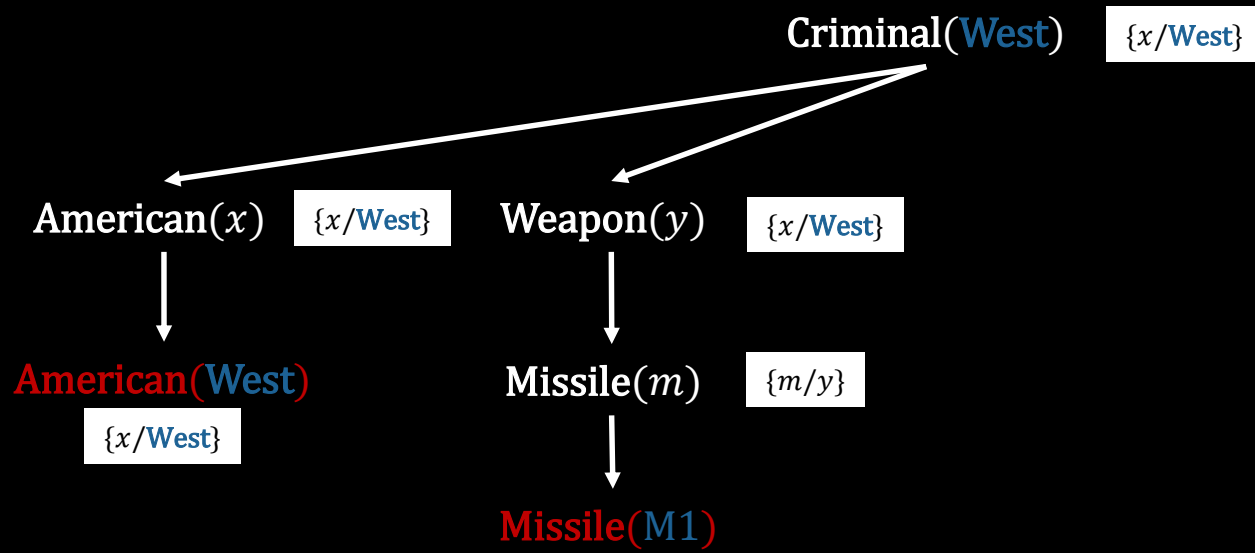 Criminal(West) {x/West}
American(x) {x/West} Weapon(y) {x/West}
American(West) Missile(m) {m/y}
{x/West}
Missile(M1)